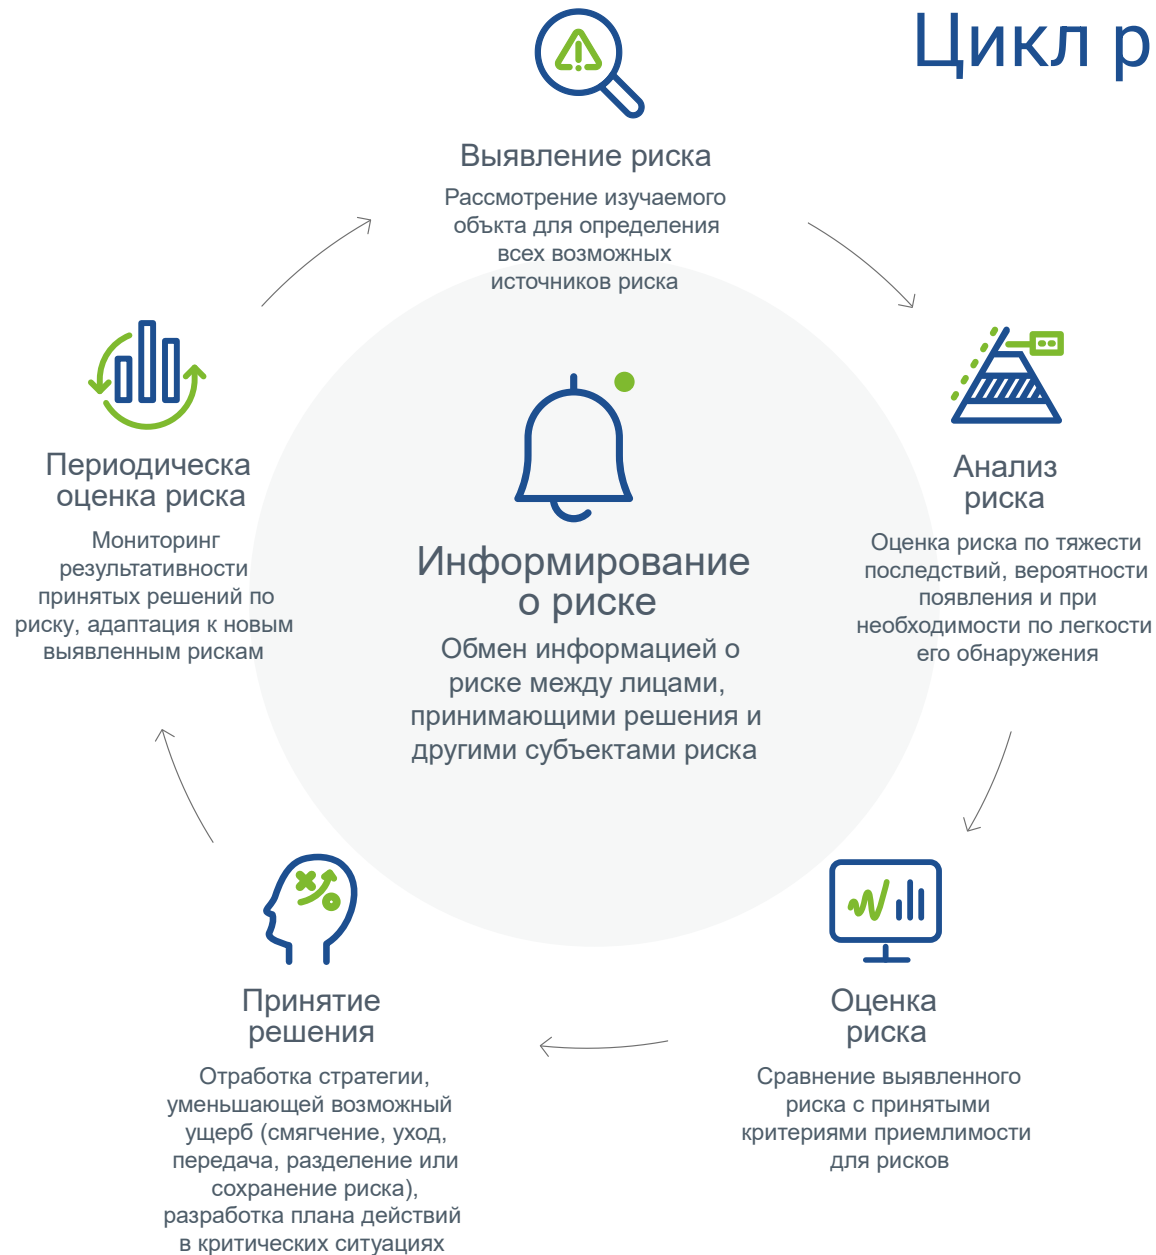 Цикл р
Выявление риска
Рассмотрение изучаемого
объкта для определения
всех возможных
источников риска
Анализ
риска
Оценка риска по тяжести
последствий, вероятности
появления и при
необходимости по легкости
его обнаружения
Оценка
риска
Сравнение выявленного
риска с принятыми
критериями приемлимости
для рисков
Принятие
решения
Отработка стратегии,
уменьшающей возможный
ущерб (смягчение, уход,
передача, разделение или
сохранение риска),
разработка плана действий
в критических ситуациях
Периодическа
оценка риска
Мониторинг
результативности
принятых решений по
риску, адаптация к новым
выявленным рискам
Информирование
о риске
Обмен информацией о
риске между лицами,
принимающими решения и
другими субъектами риска